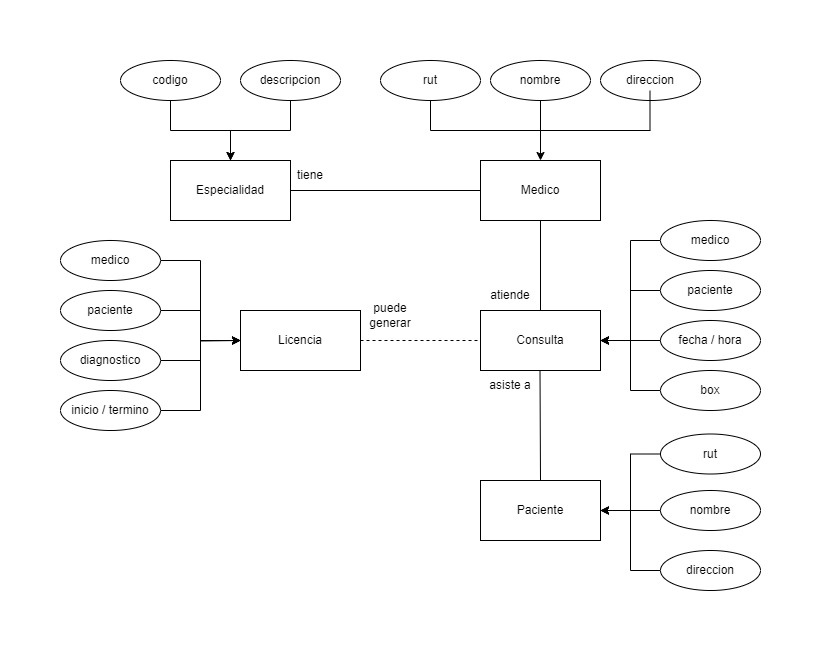 codigo
descripcion
rut
nombre
direccion
Especialidad
tiene
Medico
medico
paciente
diagnostico
inicio / termino
Licencia
puede
generar
atiende
Consulta
asiste a
medico
paciente
fecha / hora
box
Paciente
rut
nombre
direccion